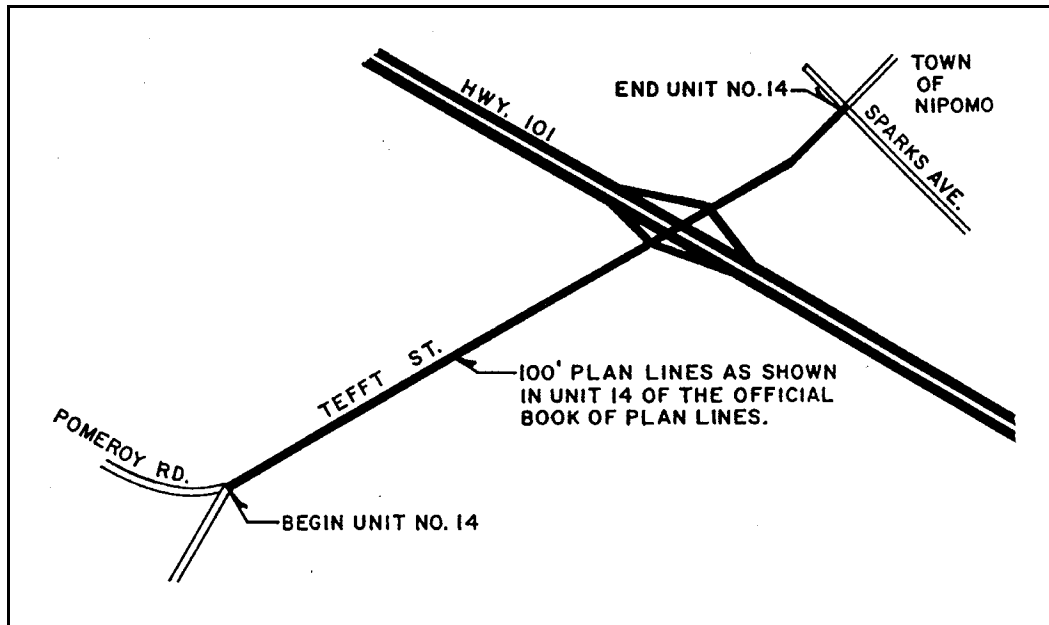 TOWN
OF
NIPOMO
END UNIT NO. 14
HWY. 101
SPARKS AVE.
TEFFT ST.
100' PLAN LINES AS SHOWN
IN UNIT 14 OF THE OFFICIAL
BOOK OF PLAN LINES.
POMEROY RD.
BEGIN UNIT NO. 14